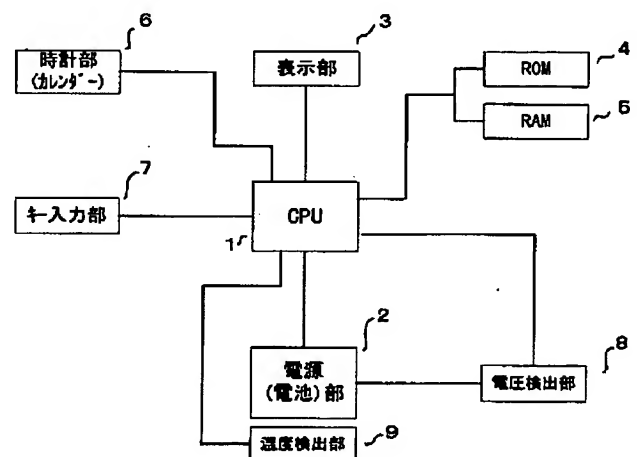 6
時計部
(カレンダー)
3
表示部
4
ROM
5
RAM
7
キー入力部
CPU
1
2
電源
(電池)部
8
電圧検出部
温度検出部
9